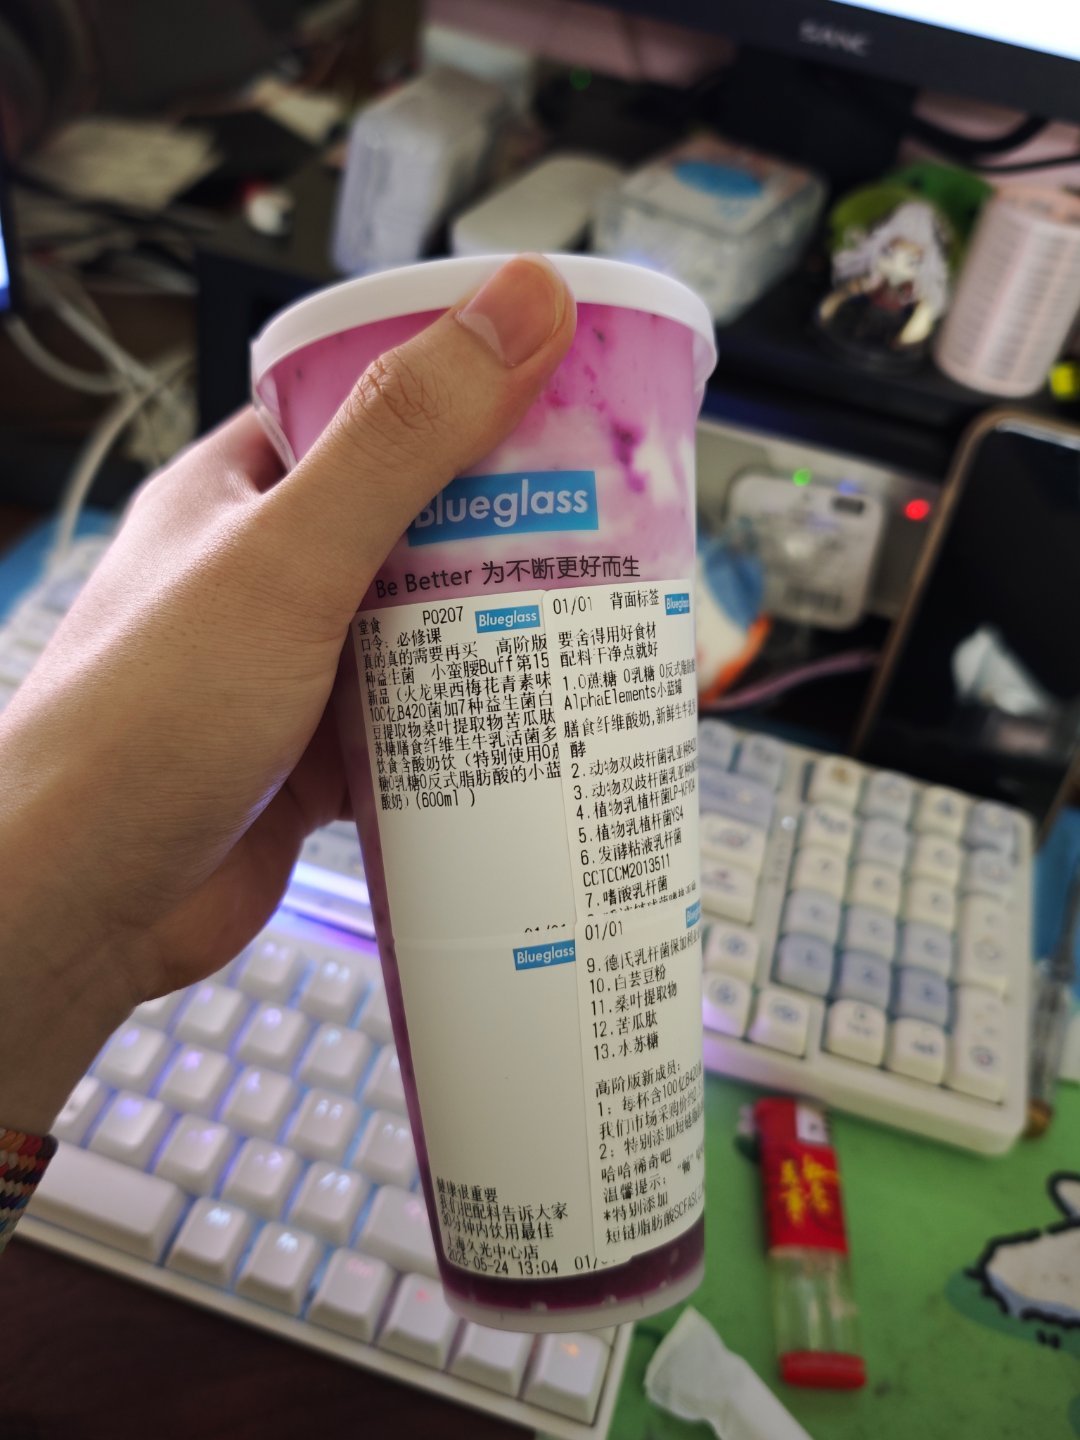 SANC
Blueglass
Be Better 为不断更好而生
堂食 P0207 Blueglass
口令：必修课
真的真的需要再买 高阶版
种益生菌 小蛮腰Buff第15
新品（火龙果西梅花青素味
100亿B420菌加7种益生菌白
豆提取物桑叶提取物苦瓜肽
苏糖膳食纤维生牛乳活菌多
饮食含酸奶饮（特别使用0蔗
糖0乳糖0反式脂肪酸的小蓝
酸奶）(600ml )
01/01
Blueglass
健康很重要
我们把配料告诉大家
30分钟内饮用最佳
上海久光中心店
2025-05-24 13:04
01/01 背面标签 Blueglass
要舍得用好食材
配料干净点就好
1.0蔗糖 0乳糖 0反式脂肪
AlphaElements小蓝罐
膳食纤维酸奶,新鲜生牛乳
酵
2.动物双歧杆菌乳亚种B420
3.动物双歧杆菌乳亚种
4.植物乳植杆菌LP-KFY04
5.植物乳植杆菌YS4
6.发酵粘液乳杆菌
CCTCCM2013511
7.嗜酸乳杆菌
01/01
9.德氏乳杆菌保加利亚
10.白芸豆粉
11.桑叶提取物
12.苦瓜肽
13.水苏糖
高阶版新成员：
1；每杯含100亿B420
我们市场采购价约
2；特别添加短链
哈哈稀奇吧
温馨提示：
*特别添加
短链脂肪酸SCFAS
01/